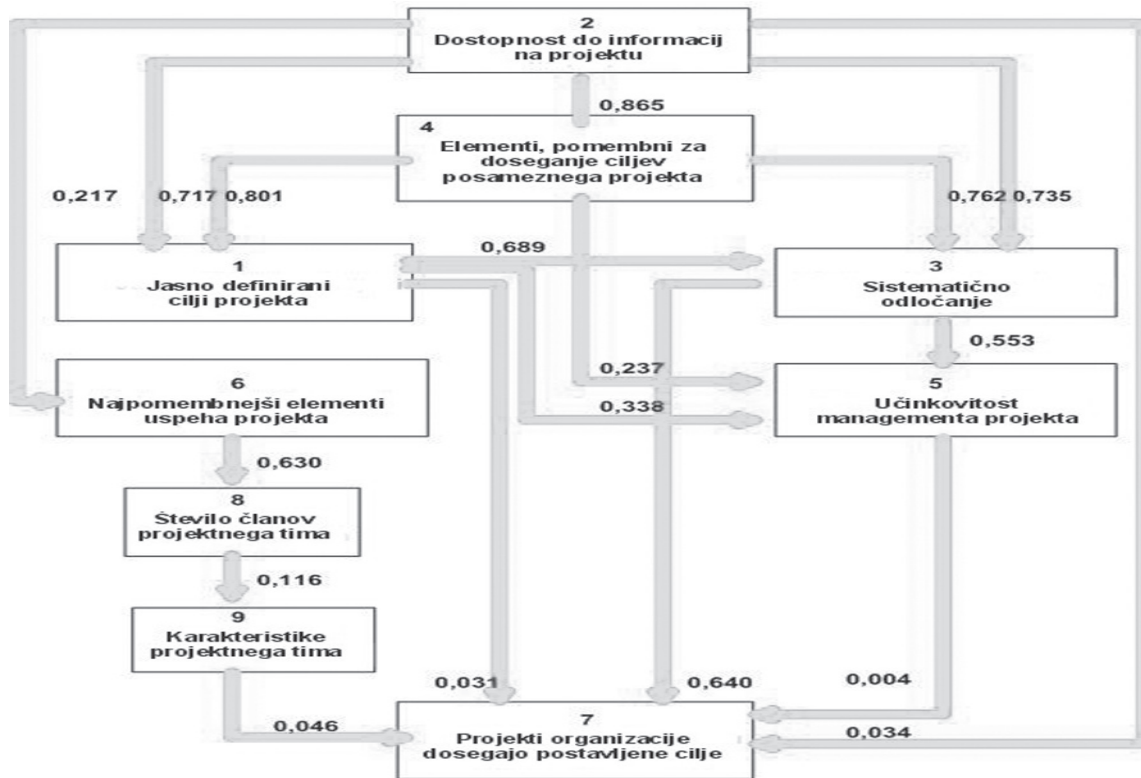 2
Dostopnost do informacij
na projektu
0,865
4
Elementi, pomembni za
doseganje ciljev
posameznega projekta
0,217
0,717
0,801
0,762
0,735
1
Jasno definirani
cilji projekta
0,689
3
Sistematično
odločanje
0,553
0,237
0,338
6
Najpomembnejši elementi
uspeha projekta
5
Učinkovitost
managementa projekta
0,630
8
Število članov
projektnega tima
0,116
9
Karakteristike
projektnega tima
0,031
0,640
0,004
0,046
7
Projekti organizacije
dosegajo postavljene cilje
0,034